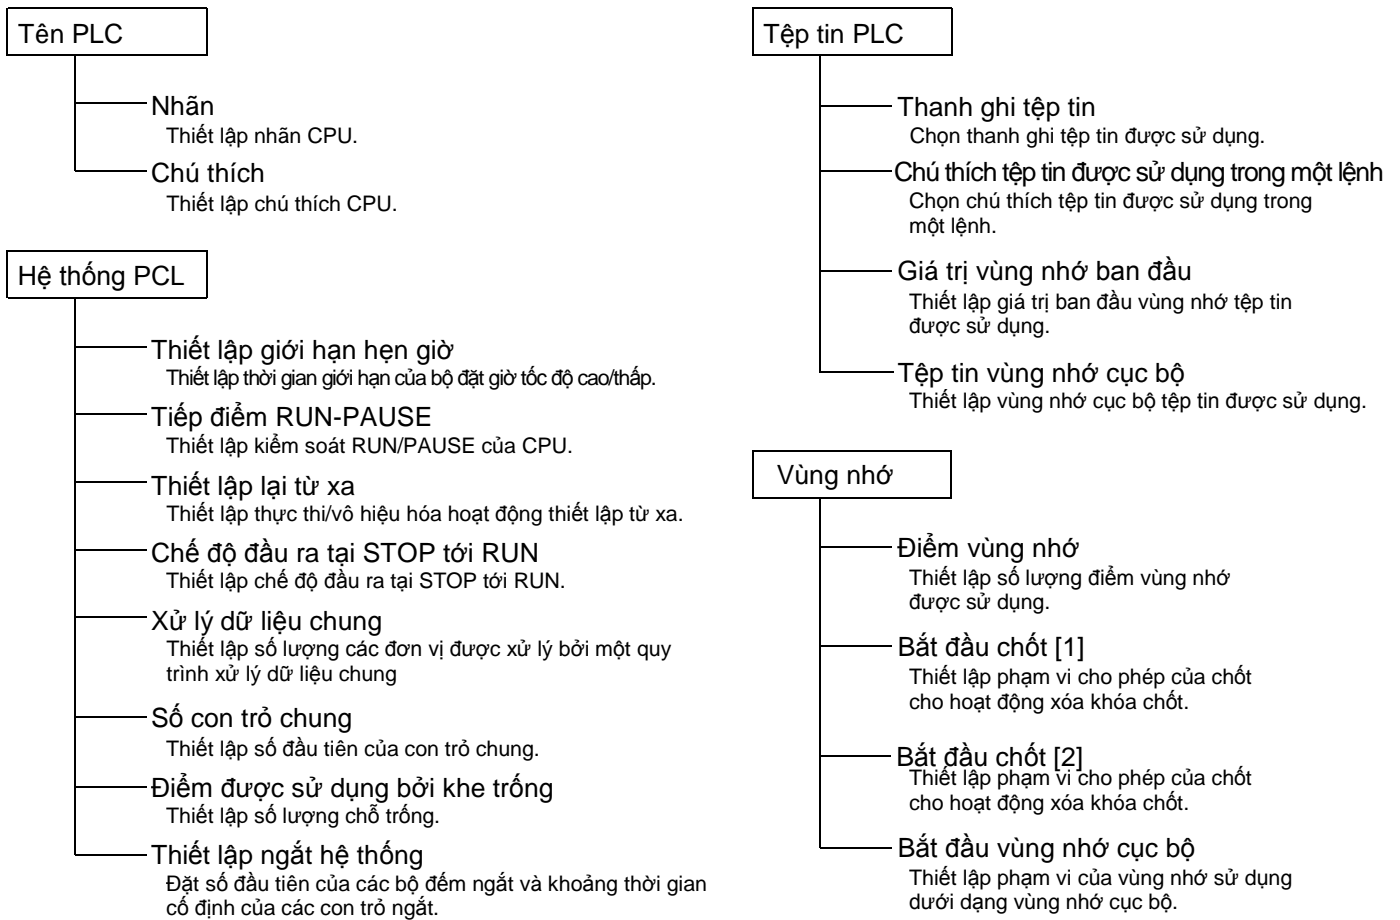 Tên PLC
Nhãn
Thiết lập nhãn CPU.
Chú thích
Thiết lập chú thích CPU.
Hệ thống PCL
Thiết lập giới hạn hẹn giờ
Thiết lập thời gian giới hạn của bộ đặt giờ tốc độ cao/thấp.
Tiếp điểm RUN-PAUSE
Thiết lập kiểm soát RUN/PAUSE của CPU.
Thiết lập lại từ xa
Thiết lập thực thi/vô hiệu hóa hoạt động thiết lập từ xa.
Chế độ đầu ra tại STOP tới RUN
Thiết lập chế độ đầu ra tại STOP tới RUN.
Xử lý dữ liệu chung
Thiết lập số lượng các đơn vị được xử lý bởi một quy
trình xử lý dữ liệu chung
Số con trỏ chung
Thiết lập số đầu tiên của con trỏ chung.
Điểm được sử dụng bởi khe trống
Thiết lập số lượng chỗ trống.
Thiết lập ngắt hệ thống
Đặt số đầu tiên của các bộ đếm ngắt và khoảng thời gian
cố định của các con trỏ ngắt.
Tệp tin PLC
Thanh ghi tệp tin
Chọn thanh ghi tệp tin được sử dụng.
Chú thích tệp tin được sử dụng trong một lệnh
Chọn chú thích tệp tin được sử dụng trong
một lệnh.
Giá trị vùng nhớ ban đầu
Thiết lập giá trị ban đầu vùng nhớ tệp tin
được sử dụng.
Tệp tin vùng nhớ cục bộ
Thiết lập vùng nhớ cục bộ tệp tin được sử dụng.
Vùng nhớ
Điểm vùng nhớ
Thiết lập số lượng điểm vùng nhớ
được sử dụng.
Bắt đầu chốt [1]
Thiết lập phạm vi cho phép của chốt
cho hoạt động xóa khóa chốt.
Bắt đầu chốt [2]
Thiết lập phạm vi cho phép của chốt
cho hoạt động xóa khóa chốt.
Bắt đầu vùng nhớ cục bộ
Thiết lập phạm vi của vùng nhớ sử dụng
dưới dạng vùng nhớ cục bộ.